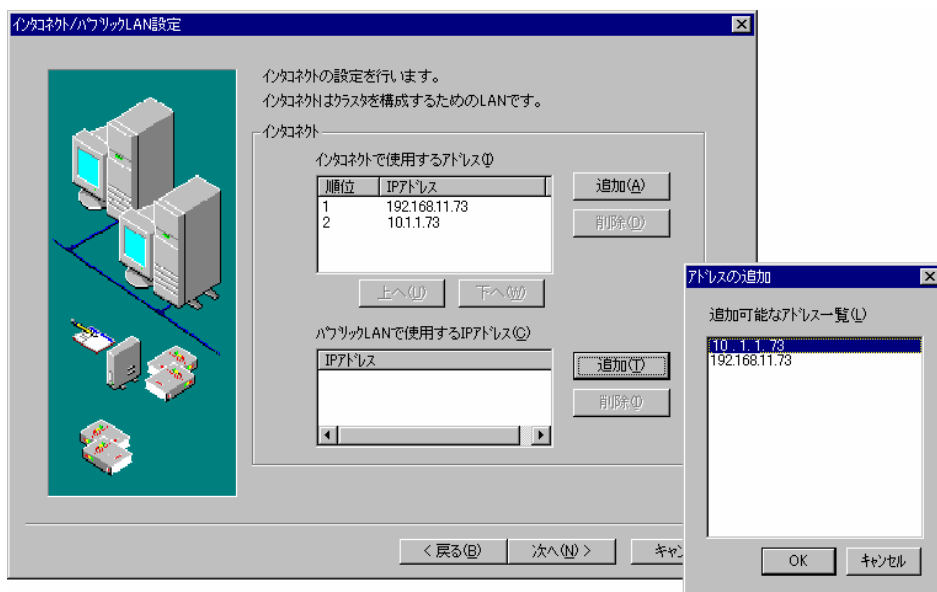 インタコネクト/パブリックLAN設定
インタコネクトの設定を行います。
インタコネクトはクラスタを構成するためのLANです。
インタコネクト
インタコネクトで使用するアドレス(I)
順位 IPアドレス
1 192.168.11.73
2 10.1.1.73
追加(A)
削除(D)
上へ(U) 下へ(W)
パブリックLANで使用するIPアドレス(C)
IPアドレス
追加(T)
削除(I)
< 戻る(B) 次へ(N) > キャン
アドレスの追加
追加可能なアドレス一覧(L)
10 . 1. 1. 73
192.168.11.73
OK キャンセル